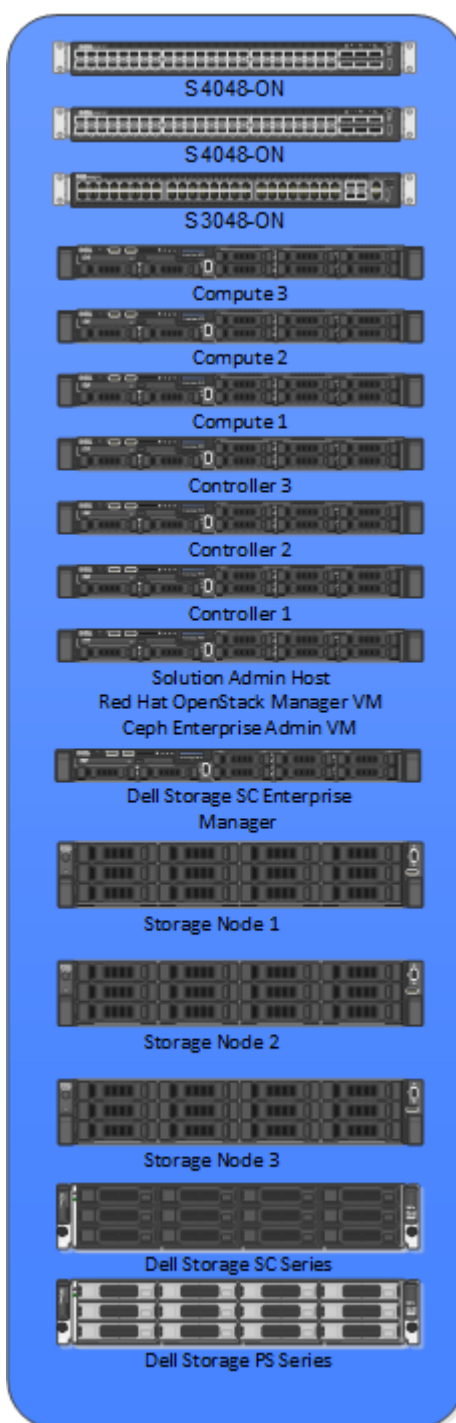 S4048-ON
S4048-ON
S3048-ON
Compute 3
Compute 2
Compute 1
Controller 3
Controller 2
Controller 1
Solution Admin Host
Red Hat OpenStack Manager VM
Ceph Enterprise Admin VM
Dell Storage SC Enterprise
Manager
Storage Node 1
Storage Node 2
Storage Node 3
Dell Storage SC Series
Dell Storage PS Series